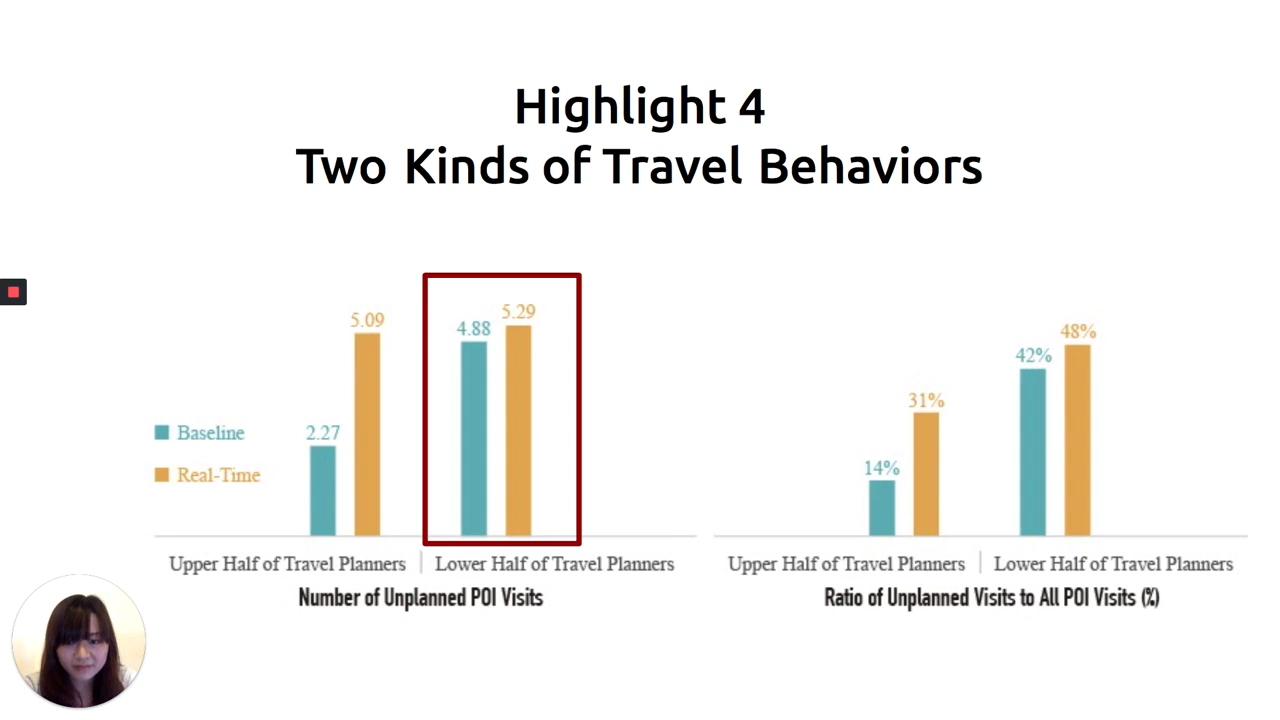 Highlight 4
Two Kinds of Travel Behaviors
5.09
5.29
4.88
2.27
Baseline
Real-Time
Upper Half of Travel Planners
Lower Half of Travel Planners
Number of Unplanned POI Visits
48%
42%
31%
14%
Upper Half of Travel Planners
Lower Half of Travel Planners
Ratio of Unplanned Visits to All POI Visits (%)